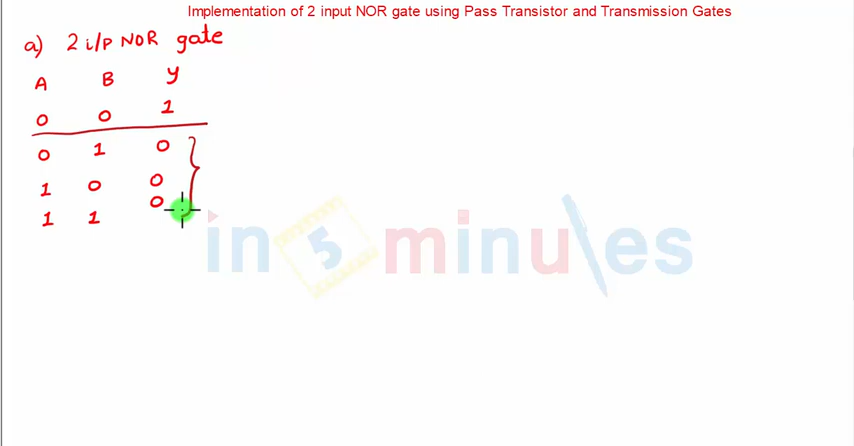 Implementation of 2 input NOR gate using Pass Transistor and Transmission Gates
a) 2 i/p NOR gate
A B Y
0 0 1
0 1 0
1 0 0
1 1 0
in 5 minutes